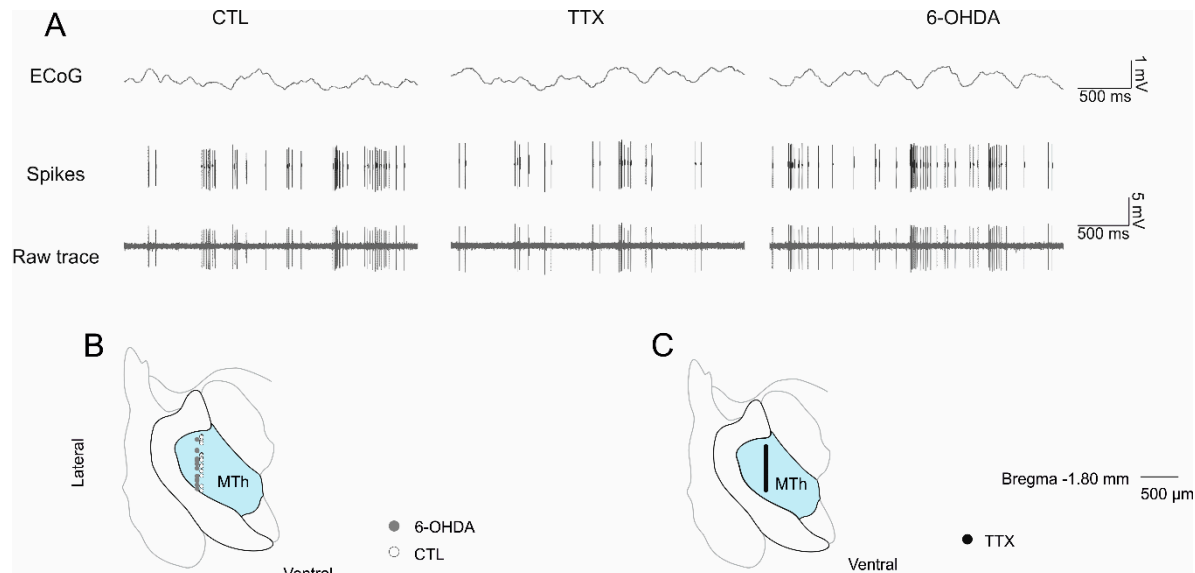 A
CTL
TTX
6-OHDA
ECoG
1 mV
500 ms
Spikes
5 mV
500 ms
Raw trace
B
C
Lateral
MTh
MTh
Bregma -1.80 mm
500 µm
6-OHDA
CTL
TTX
Ventral
Ventral